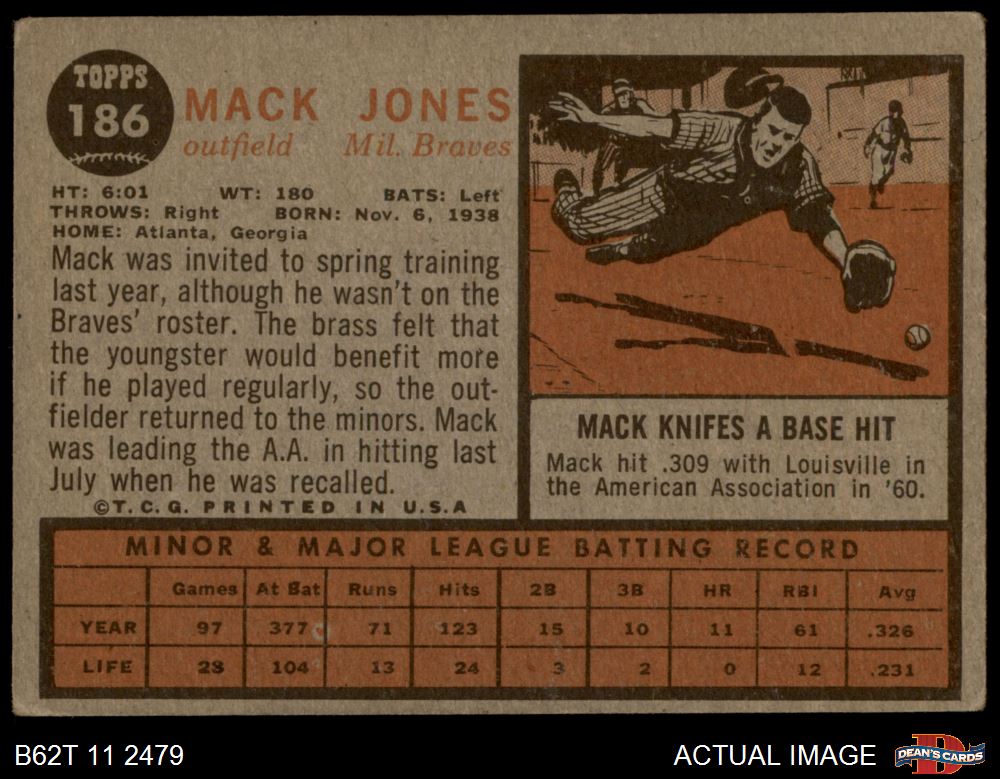 TOPPS
186
MACK JONES
outfield Mil. Braves
HT: 6:01 WT: 180 BATS: Left
THROWS: Right BORN: Nov. 6, 1938
HOME: Atlanta, Georgia
Mack was invited to spring training
last year, although he wasn't on the
Braves' roster. The brass felt that
the youngster would benefit more
if he played regularly, so the out-
fielder returned to the minors. Mack
was leading the A.A. in hitting last
July when he was recalled.
©T. C. G. PRINTED IN U.S.A
MACK KNIFES A BASE HIT
Mack hit .309 with Louisville in
the American Association in '60.
MINOR & MAJOR LEAGUE BATTING RECORD
Games At Bat Runs Hits 2B 3B HR RBI Avg
YEAR 97 377 71 123 15 10 11 61 .326
LIFE 28 104 13 24 3 2 0 12 .231
B62T 11 2479 ACTUAL IMAGE DEAN'S CARDS